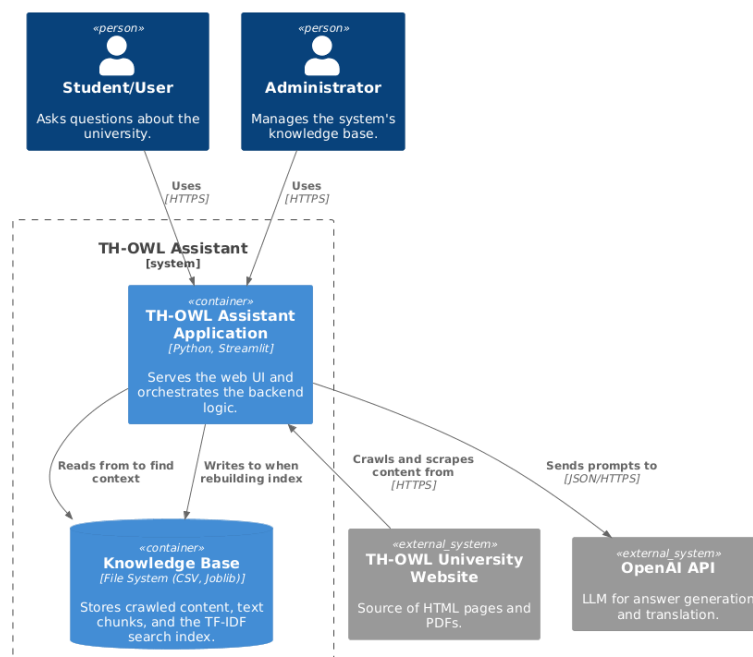 «person»
Student/User
Asks questions about the
university.
«person»
Administrator
Manages the system's
knowledge base.
Uses
[HTTPS]
Uses
[HTTPS]
TH-OWL Assistant
[system]
«container»
TH-OWL Assistant
Application
[Python, Streamlit]
Serves the web UI and
orchestrates the backend
logic.
Reads from to find
context
Writes to when
rebuilding index
Crawls and scrapes
content from
[HTTPS]
Sends prompts to
[JSON/HTTPS]
«container»
Knowledge Base
[File System (CSV, Joblib)]
Stores crawled content, text
chunks, and the TF-IDF
search index.
«external_system»
TH-OWL University
Website
Source of HTML pages and
PDFs.
«external_system»
OpenAI API
LLM for answer generation
and translation.